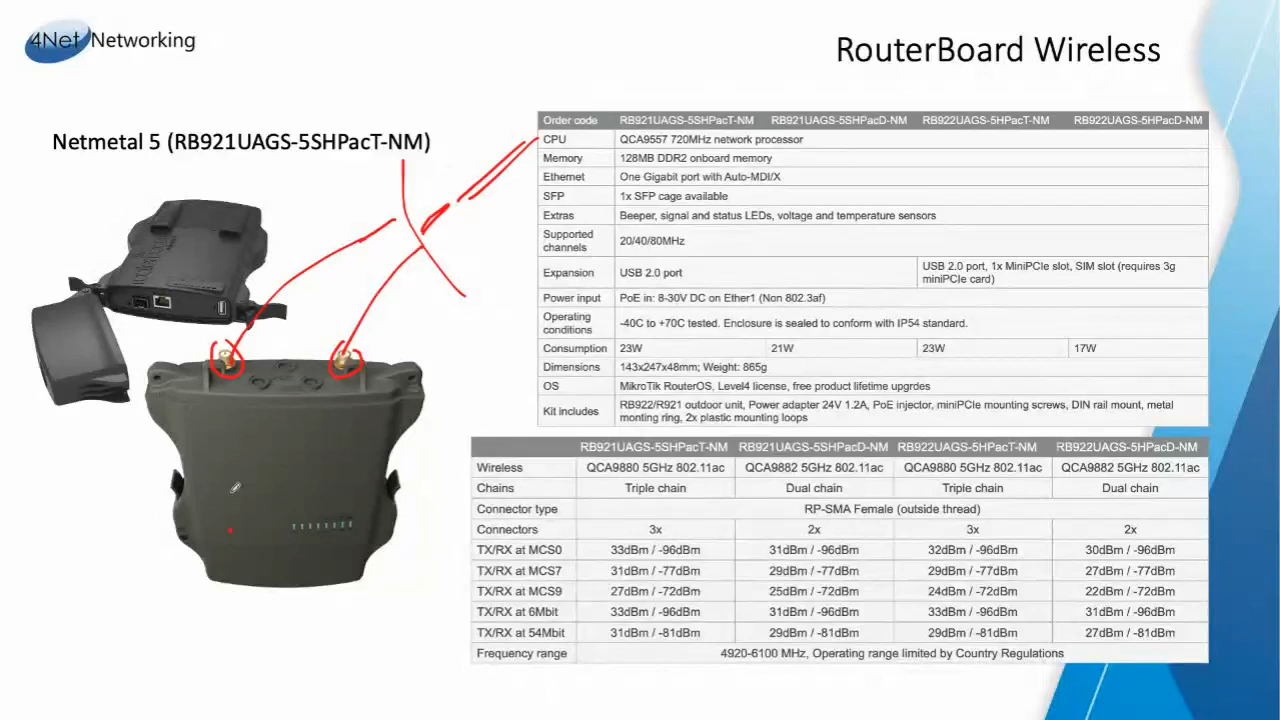 4Net Networking
RouterBoard Wireless
Netmetal 5 (RB921UAGS-5SHPacT-NM)
Order code RB921UAGS-5SHPacT-NM RB921UAGS-5SHPacD-NM RB922UAGS-5HPacT-NM RB922UAGS-5HPacD-NM
CPU QCA9557 720MHz network processor
Memory 128MB DDR2 onboard memory
Ethernet One Gigabit port with Auto-MDI/X
SFP 1x SFP cage available
Extras Beeper, signal and status LEDs, voltage and temperature sensors
Supported
channels 20/40/80MHz
Expansion USB 2.0 port USB 2.0 port, 1x MiniPCIe slot, SIM slot (requires 3g
miniPCIe card)
Power input PoE in: 8-30V DC on Ether1 (Non 802.3af)
Operating
conditions -40C to +70C tested. Enclosure is sealed to conform with IP54 standard.
Consumption 23W 21W 23W 17W
Dimensions 143x247x48mm; Weight: 865g
OS MikroTik RouterOS, Level4 license, free product lifetime upgrdes
Kit includes RB922/R921 outdoor unit, Power adapter 24V 1.2A, PoE injector, miniPCIe mounting screws, DIN rail mount, metal
monting ring, 2x plastic mounting loops
RB921UAGS-5SHPacT-NM RB921UAGS-5SHPacD-NM RB922UAGS-5HPacT-NM RB922UAGS-5HPacD-NM
Wireless QCA9880 5GHz 802.11ac QCA9882 5GHz 802.11ac QCA9880 5GHz 802.11ac QCA9882 5GHz 802.11ac
Chains Triple chain Dual chain Triple chain Dual chain
Connector type RP-SMA Female (outside thread)
Connectors 3x 2x 3x 2x
TX/RX at MCS0 33dBm / -96dBm 31dBm / -96dBm 32dBm / -96dBm 30dBm / -96dBm
TX/RX at MCS7 31dBm / -77dBm 29dBm / -77dBm 29dBm / -77dBm 27dBm / -77dBm
TX/RX at MCS9 27dBm / -72dBm 25dBm / -72dBm 24dBm / -72dBm 22dBm / -72dBm
TX/RX at 6Mbit 33dBm / -96dBm 31dBm / -96dBm 33dBm / -96dBm 31dBm / -96dBm
TX/RX at 54Mbit 31dBm / -81dBm 29dBm / -81dBm 29dBm / -81dBm 27dBm / -81dBm
Frequency range 4920-6100 MHz, Operating range limited by Country Regulations